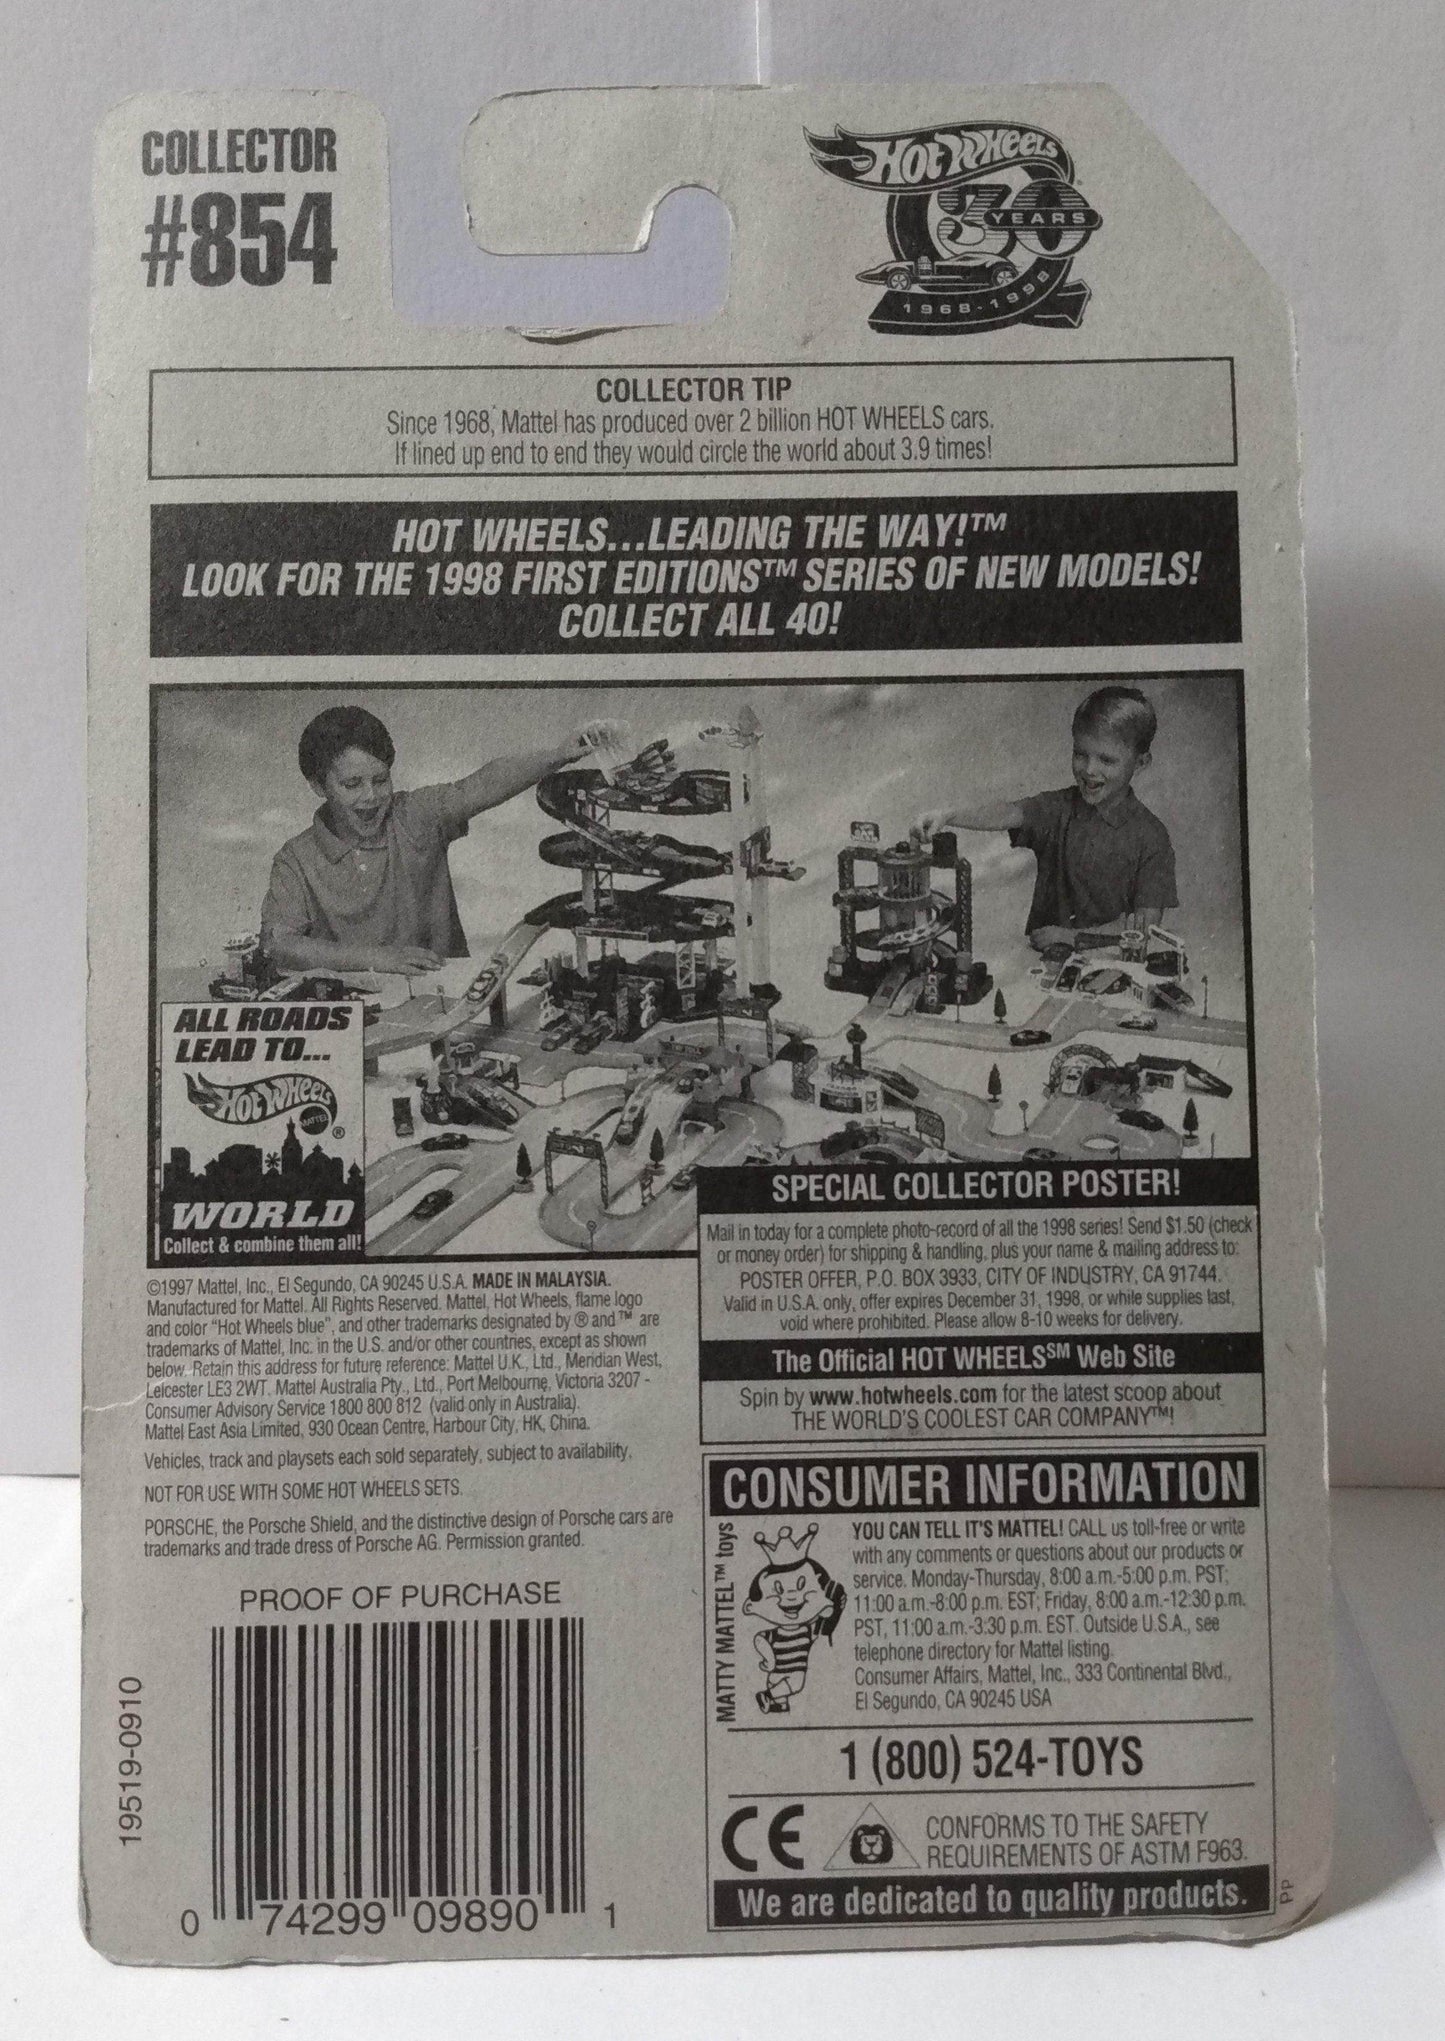 COLLECTOR
#854
HOT WHEELS
30
YEARS
1968-1998
COLLECTOR TIP
Since 1968, Mattel has produced over 2 billion HOT WHEELS cars.
If lined up end to end they would circle the world about 3.9 times!
HOT WHEELS...LEADING THE WAY!™
LOOK FOR THE 1998 FIRST EDITIONS™ SERIES OF NEW MODELS!
COLLECT ALL 40!
ALL ROADS
LEAD TO...
HOT WHEELS
MATTEL
®
WORLD
Collect & combine them all!
SPECIAL COLLECTOR POSTER!
Mail in today for a complete photo-record of all the 1998 series! Send $1.50 (check
or money order) for shipping & handling, plus your name & mailing address to:
POSTER OFFER, P.O. BOX 3933, CITY OF INDUSTRY, CA 91744.
Valid in U.S.A. only, offer expires December 31, 1998, or while supplies last,
void where prohibited. Please allow 8-10 weeks for delivery.
The Official HOT WHEELS℠ Web Site
Spin by www.hotwheels.com for the latest scoop about
THE WORLD'S COOLEST CAR COMPANY™!
©1997 Mattel, Inc., El Segundo, CA 90245 U.S.A. MADE IN MALAYSIA.
Manufactured for Mattel. All Rights Reserved. Mattel, Hot Wheels, flame logo
and color "Hot Wheels blue", and other trademarks designated by ® and ™ are
trademarks of Mattel, Inc. in the U.S. and/or other countries, except as shown
below. Retain this address for future reference: Mattel U.K., Ltd., Meridian West,
Leicester LE3 2WT. Mattel Australia Pty., Ltd., Port Melbourne, Victoria 3207 -
Consumer Advisory Service 1800 800 812 (valid only in Australia).
Mattel East Asia Limited, 930 Ocean Centre, Harbour City, HK, China.
Vehicles, track and playsets each sold separately, subject to availability.
NOT FOR USE WITH SOME HOT WHEELS SETS.
PORSCHE, the Porsche Shield, and the distinctive design of Porsche cars are
trademarks and trade dress of Porsche AG. Permission granted.
PROOF OF PURCHASE
19519-0910
0 74299 09890 1
CONSUMER INFORMATION
MATTY MATTEL™ toys
YOU CAN TELL IT'S MATTEL! CALL us toll-free or write
with any comments or questions about our products or
service. Monday-Thursday, 8:00 a.m.-5:00 p.m. PST;
11:00 a.m.-8:00 p.m. EST; Friday, 8:00 a.m.-12:30 p.m.
PST, 11:00 a.m.-3:30 p.m. EST. Outside U.S.A., see
telephone directory for Mattel listing.
Consumer Affairs, Mattel, Inc., 333 Continental Blvd.,
El Segundo, CA 90245 USA
1 (800) 524-TOYS
CE
CONFORMS TO THE SAFETY
REQUIREMENTS OF ASTM F963.
We are dedicated to quality products.
PP